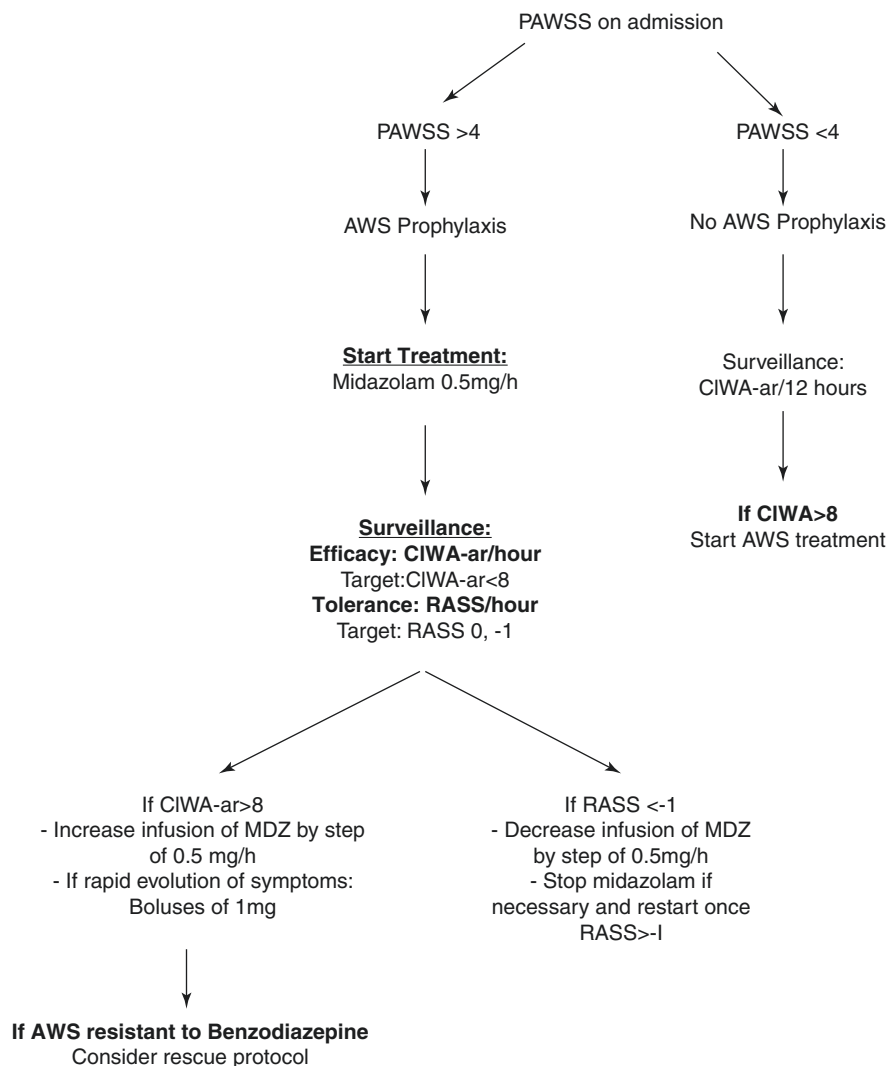 PAWSS on admission
PAWSS >4
PAWSS <4
AWS Prophylaxis
No AWS Prophylaxis
Start Treatment:
Midazolam 0.5mg/h
Surveillance:
CIWA-ar/12 hours
If CIWA>8
Start AWS treatment
Surveillance:
Efficacy: CIWA-ar/hour
Target:CIWA-ar<8
Tolerance: RASS/hour
Target: RASS 0, -1
If CIWA-ar>8
- Increase infusion of MDZ by step
of 0.5 mg/h
- If rapid evolution of symptoms:
Boluses of 1mg
If RASS <-1
- Decrease infusion of MDZ
by step of 0.5mg/h
- Stop midazolam if
necessary and restart once
RASS>-I
If AWS resistant to Benzodiazepine
Consider rescue protocol